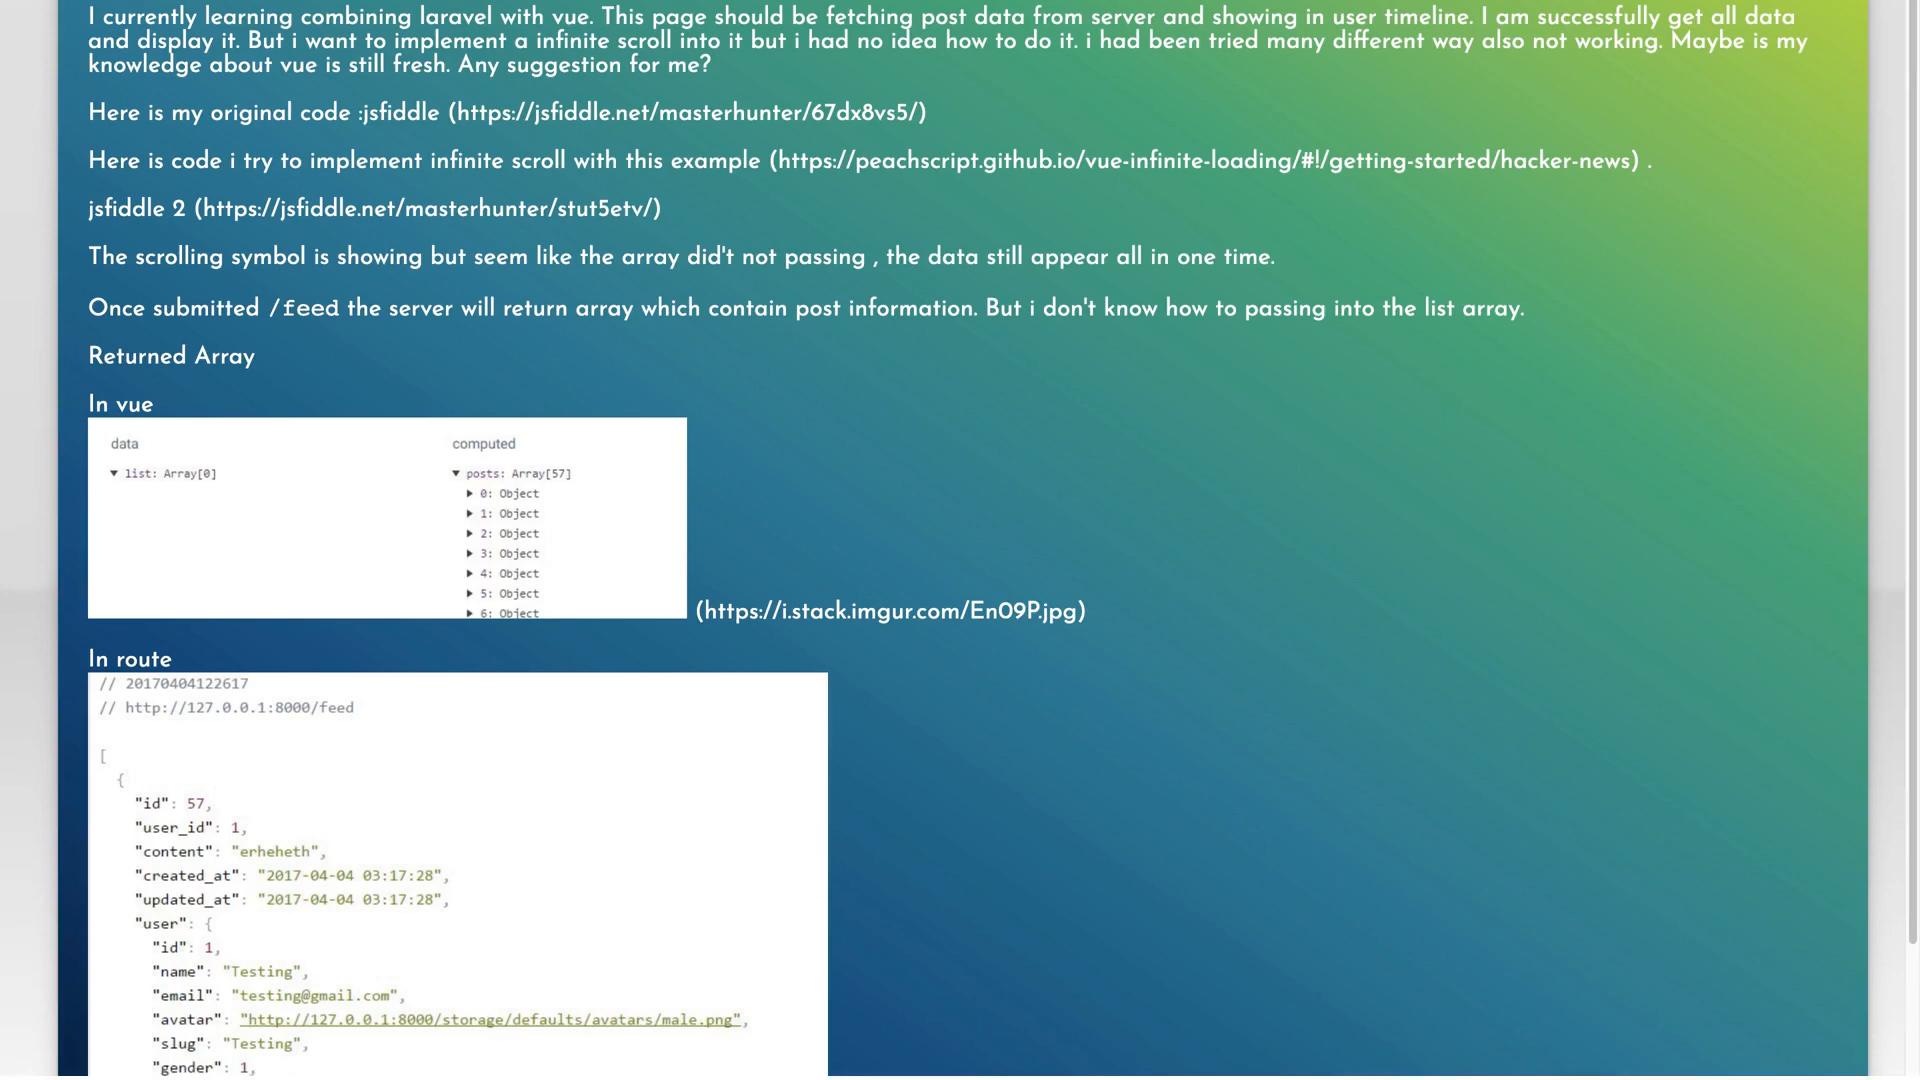 I currently learning combining laravel with vue. This page should be fetching post data from server and showing in user timeline. I am successfully get all data
and display it. But i want to implement a infinite scroll into it but i had no idea how to do it. i had been tried many different way also not working. Maybe is my
knowledge about vue is still fresh. Any suggestion for me?
Here is my original code :jsfiddle (https://jsfiddle.net/masterhunter/67dx8vs5/)
Here is code i try to implement infinite scroll with this example (https://peachscript.github.io/vue-infinite-loading/#!/getting-started/hacker-news) .
jsfiddle 2 (https://jsfiddle.net/masterhunter/stut5etv/)
The scrolling symbol is showing but seem like the array did't not passing , the data still appear all in one time.
Once submitted /feed the server will return array which contain post information. But i don't know how to passing into the list array.
Returned Array
In vue
data
▼ list: Array[0]
computed
▼ posts: Array[57]
▶ 0: Object
▶ 1: Object
▶ 2: Object
▶ 3: Object
▶ 4: Object
▶ 5: Object
▶ 6: Object
(https://i.stack.imgur.com/EnO9P.jpg)
In route
// 20170404122617
// http://127.0.0.1:8000/feed
[
{
"id": 57,
"user_id": 1,
"content": "erheheth",
"created_at": "2017-04-04 03:17:28",
"updated_at": "2017-04-04 03:17:28",
"user": {
"id": 1,
"name": "Testing",
"email": "testing@gmail.com",
"avatar": "http://127.0.0.1:8000/storage/defaults/avatars/male.png",
"slug": "Testing",
"gender": 1,